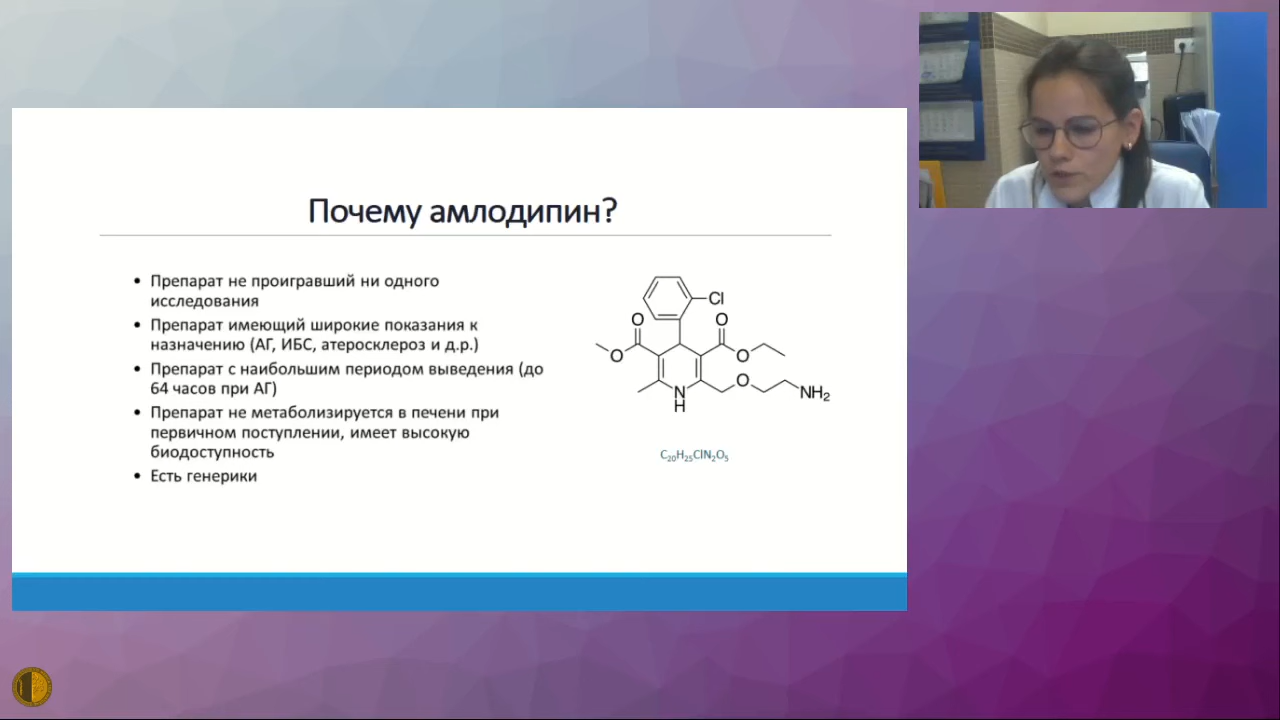 Почему амлодипин?
• Препарат не проигравший ни одного
исследования
• Препарат имеющий широкие показания к
назначению (АГ, ИБС, атеросклероз и д.р.)
• Препарат с наибольшим периодом выведения (до
64 часов при АГ)
• Препарат не метаболизируется в печени при
первичном поступлении, имеет высокую
биодоступность
• Есть генерики
Cl
O
O
O
O
O
N
H
NH₂
C₂₀H₂₅ClN₂O₅